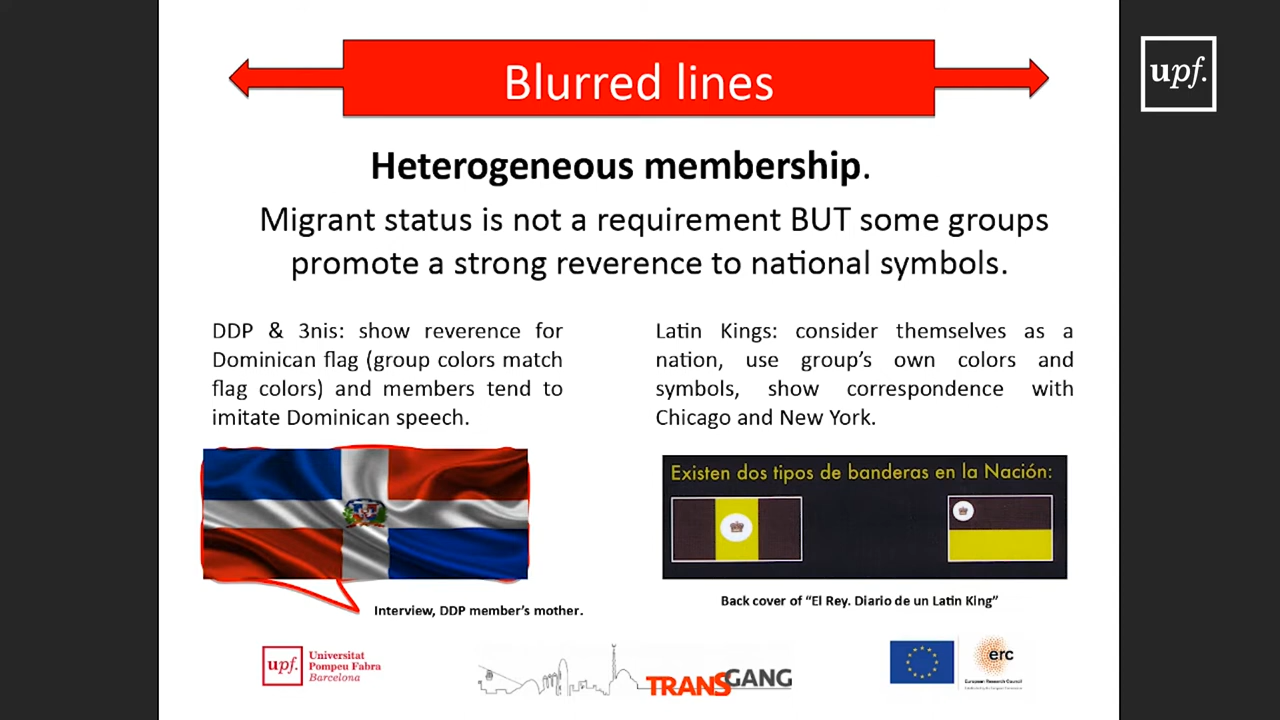 upf.
Blurred lines
Heterogeneous membership.
Migrant status is not a requirement BUT some groups
promote a strong reverence to national symbols.
DDP & 3nis: show reverence for
Dominican flag (group colors match
flag colors) and members tend to
imitate Dominican speech.
Latin Kings: consider themselves as a
nation, use group's own colors and
symbols, show correspondence with
Chicago and New York.
Existen dos tipos de banderas en la Nación:
Interview, DDP member's mother.
Back cover of "El Rey. Diario de un Latin King"
upf.
Universitat
Pompeu Fabra
Barcelona
TRANSGANG
erc
European Research Council